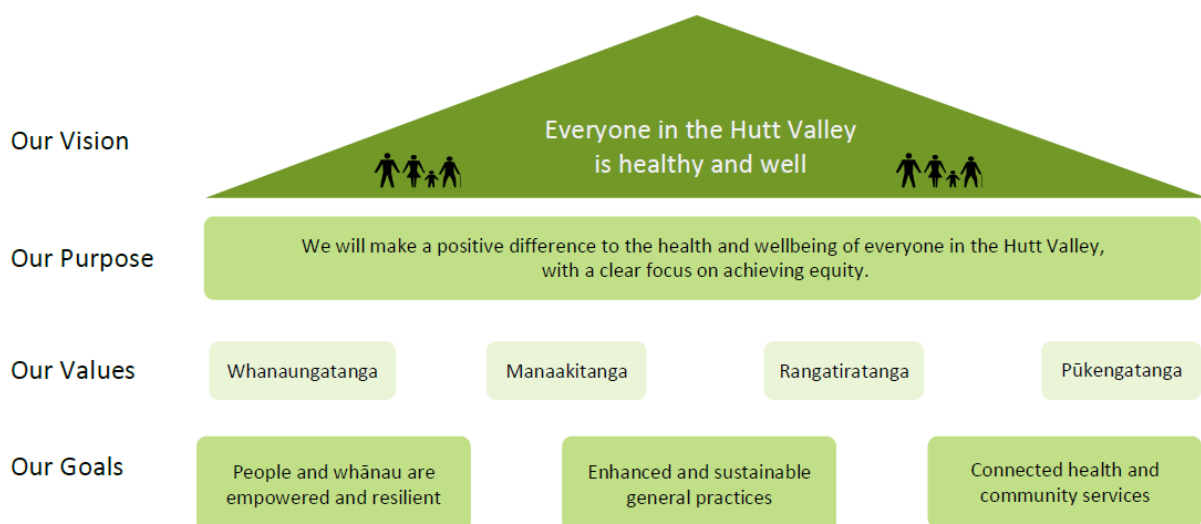 Our Vision
Everyone in the Hutt Valley
is healthy and well
Our Purpose
We will make a positive difference to the health and wellbeing of everyone in the Hutt Valley,
with a clear focus on achieving equity.
Our Values
Whanaungatanga
Manaakitanga
Rangatiratanga
Pūkengatanga
Our Goals
People and whānau are
empowered and resilient
Enhanced and sustainable
general practices
Connected health and
community services